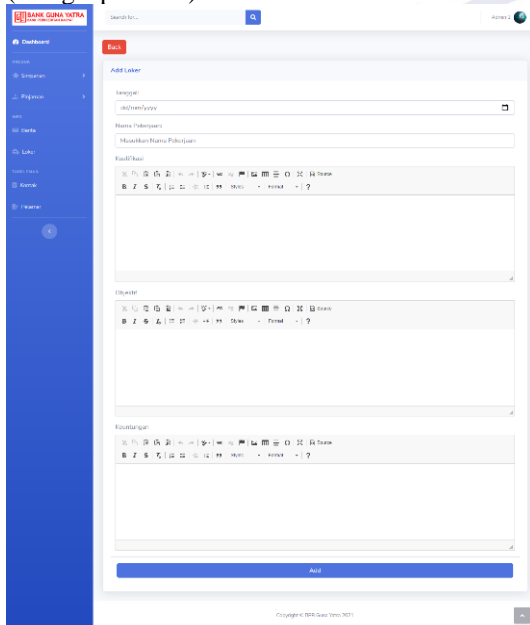 BANK GUNA YATRA
Search for...
Admin 1
Dashboard
Back
Add Loker
Simpanan
Tanggal
Pinjaman
dd/mm/yyyy
Nama Pekerjaan
Berita
Masukkan Nama Pekerjaan
Loker
Kualifikasi
Source
Kontak
B I S Styles Format ?
Pelamar
Objektif
Source
B I S Styles Format ?
Keuntungan
Source
B I S Styles Format ?
Add
Copyright © BPR Guna Yatra 2021